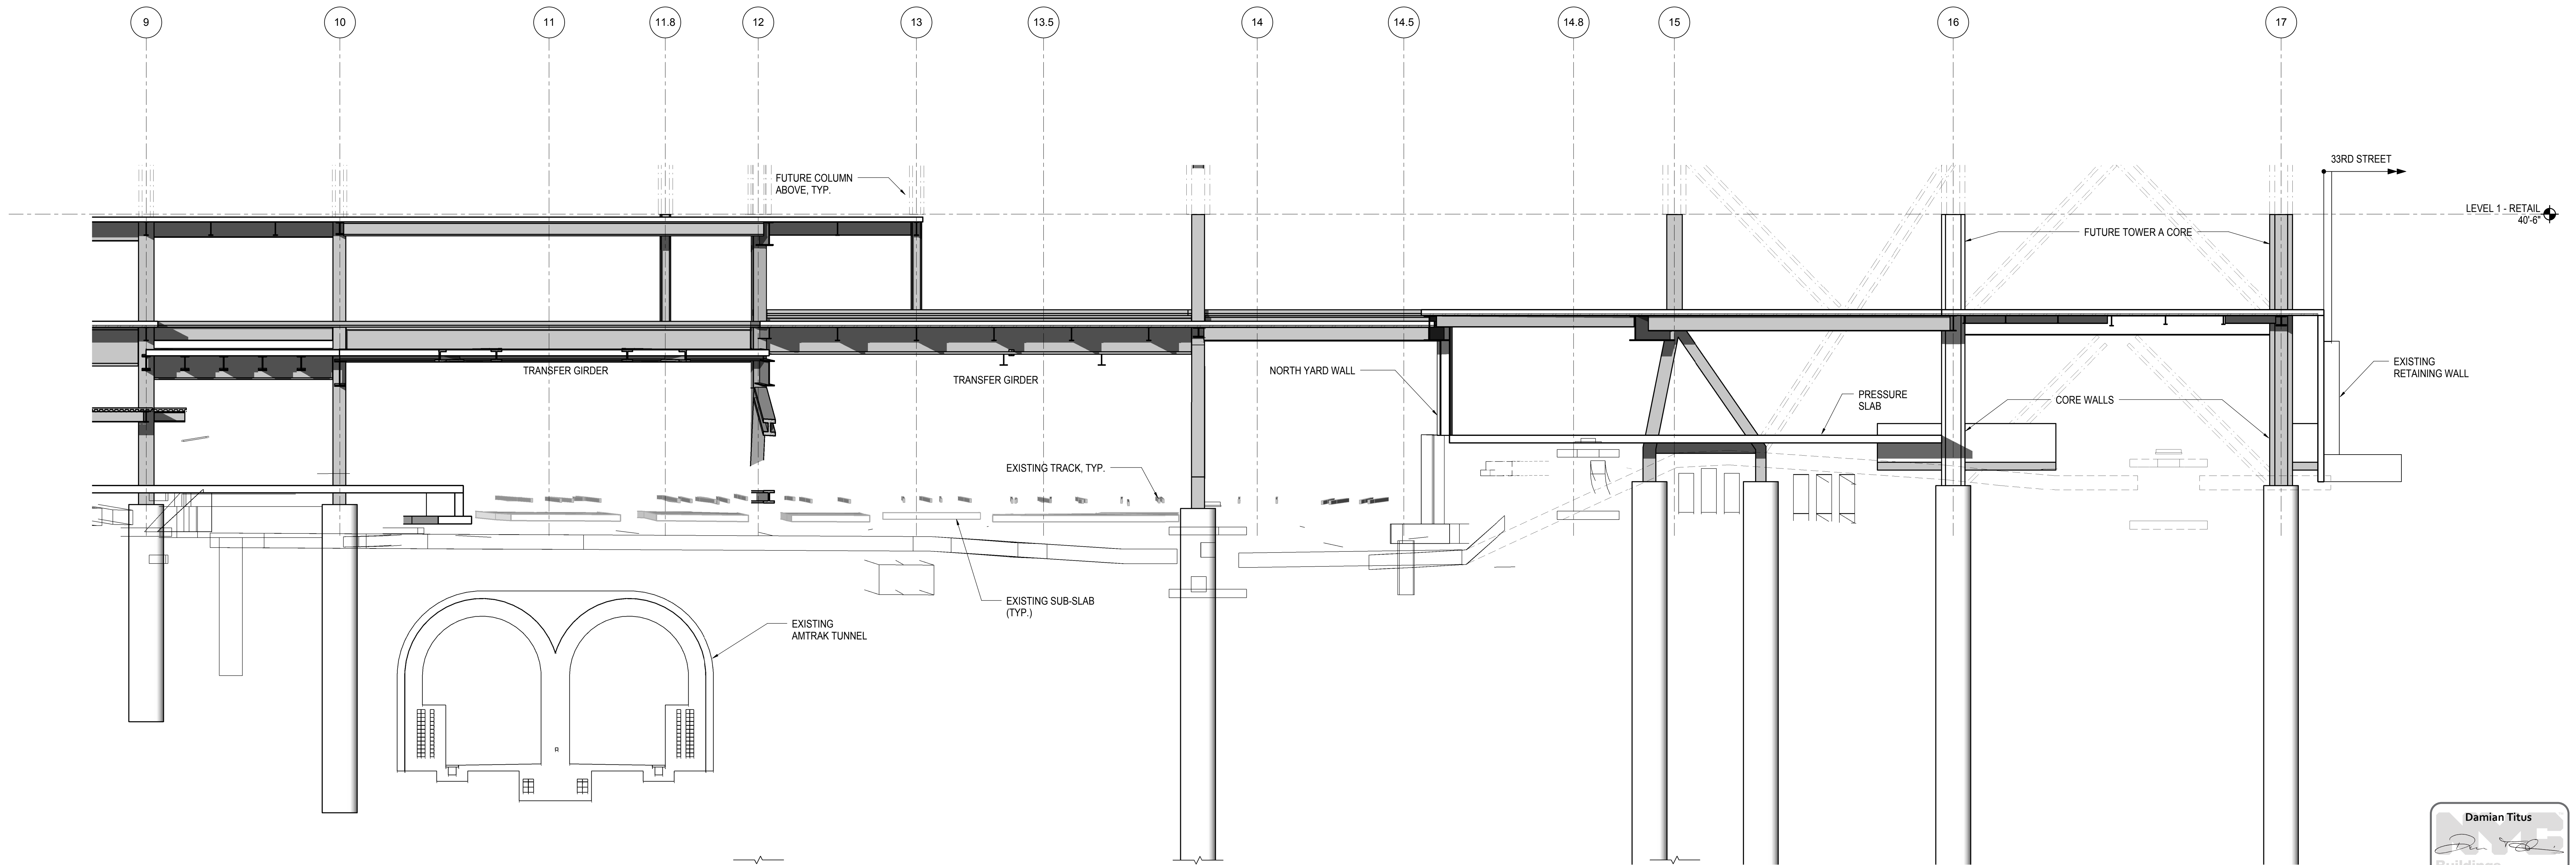 9
10
11
11.8
12
13
13.5
14
14.5
14.8
15
16
17
33RD STREET
FUTURE COLUMN
ABOVE, TYP.
LEVEL 1 - RETAIL
40'-6"
FUTURE TOWER A CORE
TRANSFER GIRDER
TRANSFER GIRDER
NORTH YARD WALL
EXISTING
RETAINING WALL
PRESSURE
SLAB
CORE WALLS
EXISTING TRACK, TYP.
EXISTING SUB-SLAB
(TYP.)
EXISTING
AMTRAK TUNNEL
Damian Titus
NYC
Buildings